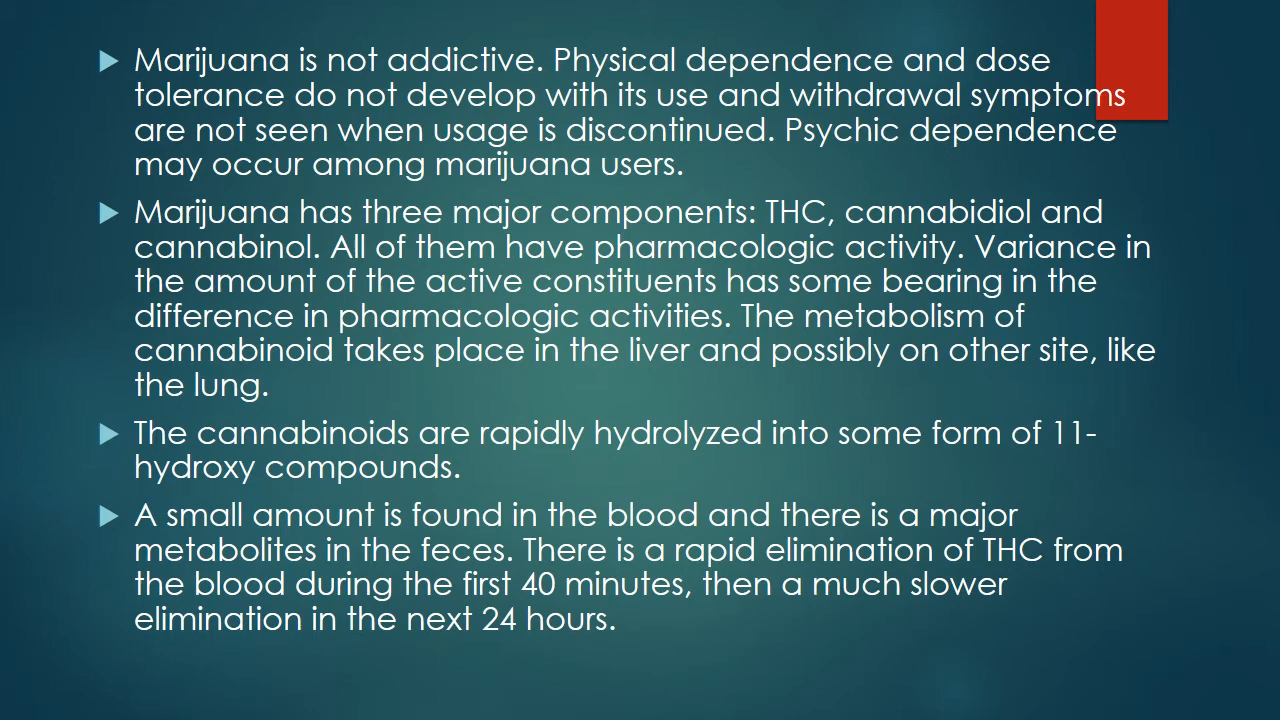 Marijuana is not addictive. Physical dependence and dose
tolerance do not develop with its use and withdrawal symptoms
are not seen when usage is discontinued. Psychic dependence
may occur among marijuana users.
Marijuana has three major components: THC, cannabidiol and
cannabinol. All of them have pharmacologic activity. Variance in
the amount of the active constituents has some bearing in the
difference in pharmacologic activities. The metabolism of
cannabinoid takes place in the liver and possibly on other site, like
the lung.
The cannabinoids are rapidly hydrolyzed into some form of 11-
hydroxy compounds.
A small amount is found in the blood and there is a major
metabolites in the feces. There is a rapid elimination of THC from
the blood during the first 40 minutes, then a much slower
elimination in the next 24 hours.